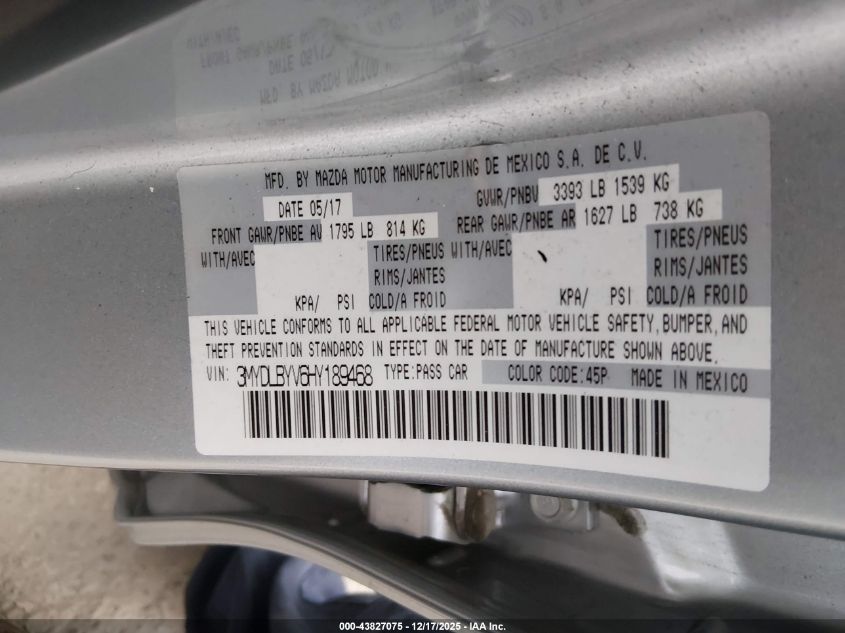 MFD. BY MAZDA MOTOR MANUFACTURING DE MEXICO S.A. DE C.V.
DATE 05/17 GVWR/PNBV 3393 LB 1539 KG
FRONT GAWR/PNBE AV 1795 LB 814 KG REAR GAWR/PNBE AR 1627 LB 738 KG
WITH/AVEC TIRES/PNEUS WITH/AVEC TIRES/PNEUS
RIMS/JANTES RIMS/JANTES
KPA/ PSI COLD/A FROID KPA/ PSI COLD/A FROID
THIS VEHICLE CONFORMS TO ALL APPLICABLE FEDERAL MOTOR VEHICLE SAFETY, BUMPER, AND
THEFT PREVENTION STANDARDS IN EFFECT ON THE DATE OF MANUFACTURE SHOWN ABOVE.
VIN: 3MYDLBYV6HY189468 TYPE:PASS CAR COLOR CODE:45P MADE IN MEXICO
000-43827075 - 12/17/2025 - IAA Inc.